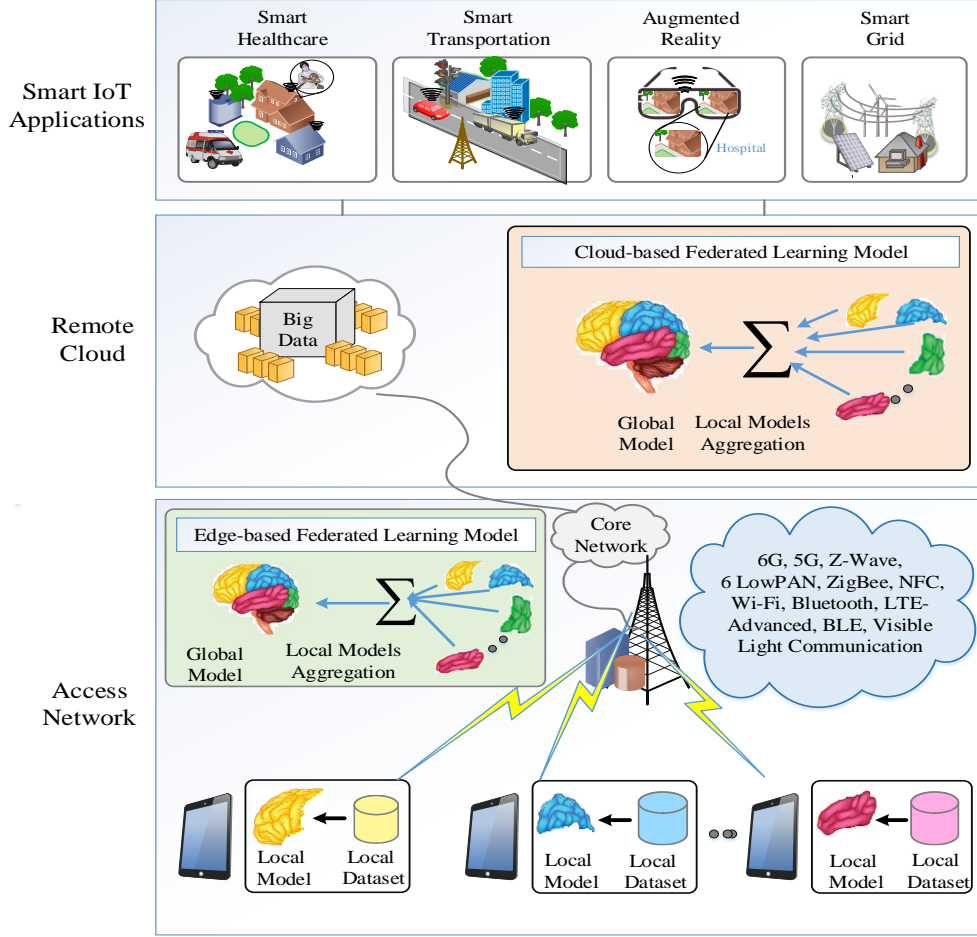 Smart
Healthcare
Smart
Transportation
Augmented
Reality
Smart
Grid
Smart IoT
Applications
Hospital
Remote
Cloud
Big
Data
Cloud-based Federated Learning Model
Global
Model
Local Models
Aggregation
Access
Network
Edge-based Federated Learning Model
Global
Model
Local Models
Aggregation
Core
Network
6G, 5G, Z-Wave,
6 LowPAN, ZigBee, NFC,
Wi-Fi, Bluetooth, LTE-
Advanced, BLE, Visible
Light Communication
Local
Model
Local
Dataset
Local
Model
Local
Dataset
Local
Model
Local
Dataset